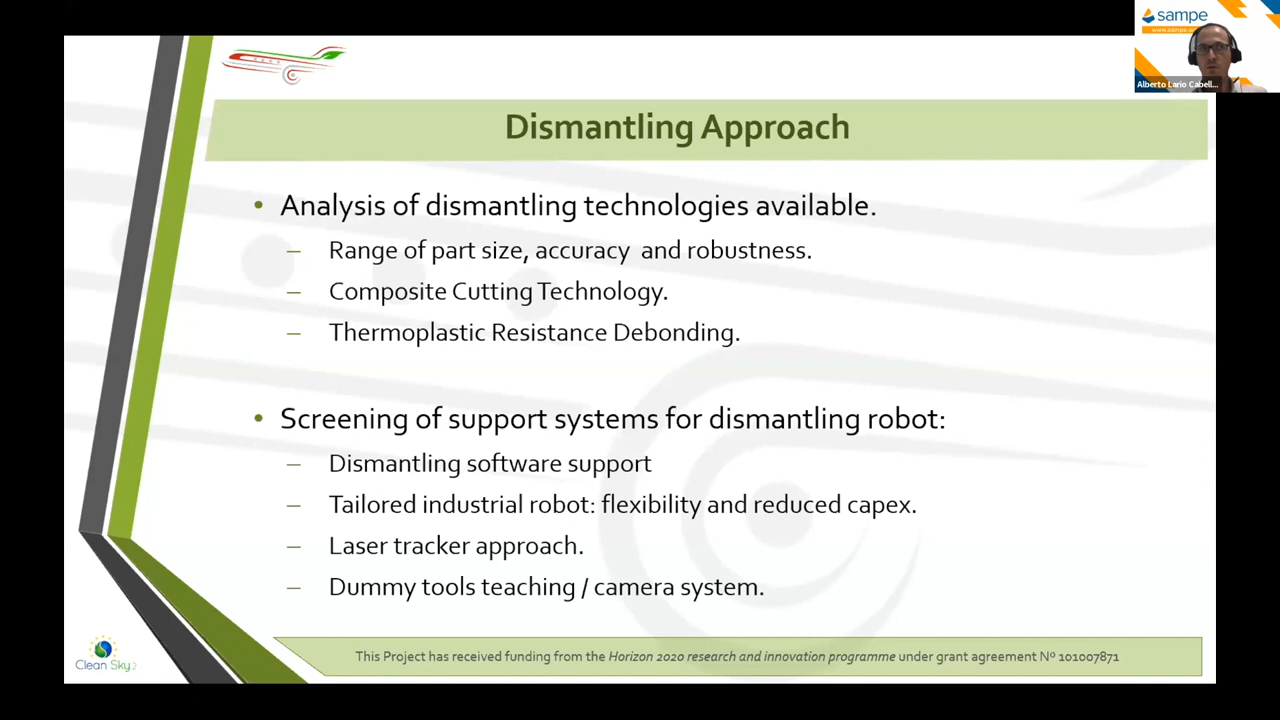 sampe
Alberto Lario Cabell...
Dismantling Approach
• Analysis of dismantling technologies available.
– Range of part size, accuracy and robustness.
– Composite Cutting Technology.
– Thermoplastic Resistance Debonding.
• Screening of support systems for dismantling robot:
– Dismantling software support
– Tailored industrial robot: flexibility and reduced capex.
– Laser tracker approach.
– Dummy tools teaching / camera system.
Clean Sky2
This Project has received funding from the Horizon 2020 research and innovation programme under grant agreement Nº 101007871